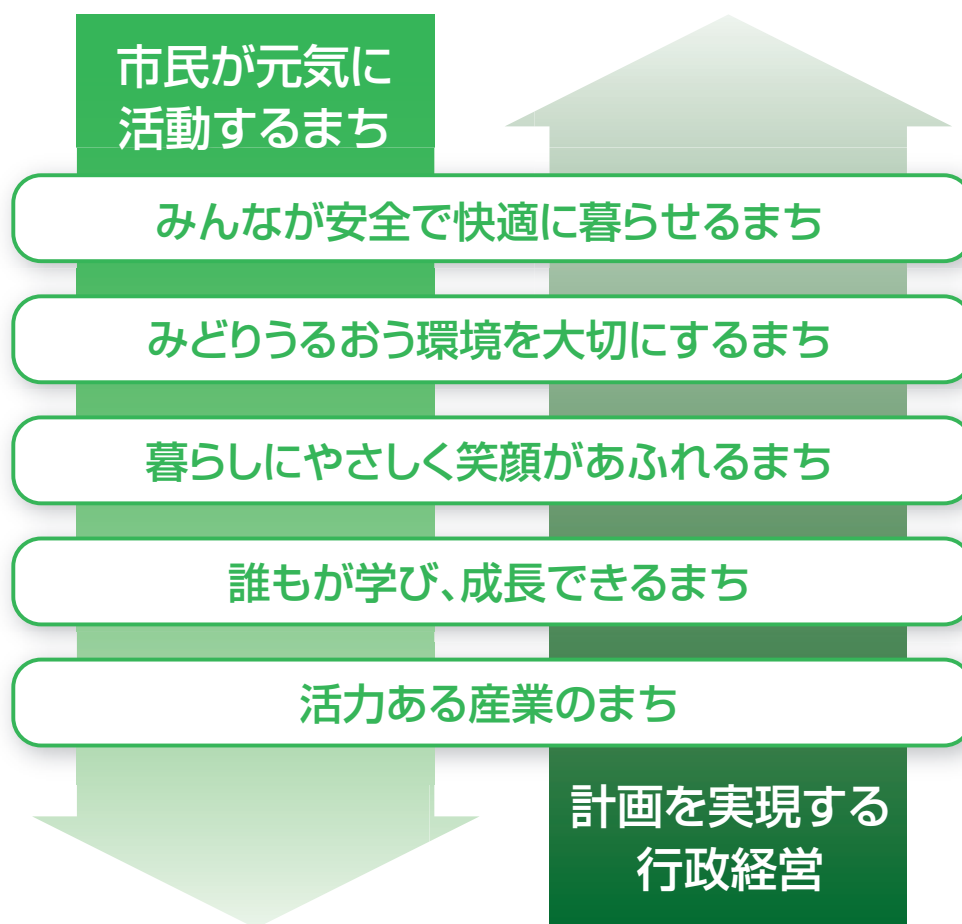 市民が元気に
活動するまち
みんなが安全で快適に暮らせるまち
みどりうるおう環境を大切にするまち
暮らしにやさしく笑顔があふれるまち
誰もが学び、成長できるまち
活力ある産業のまち
計画を実現する
行政経営